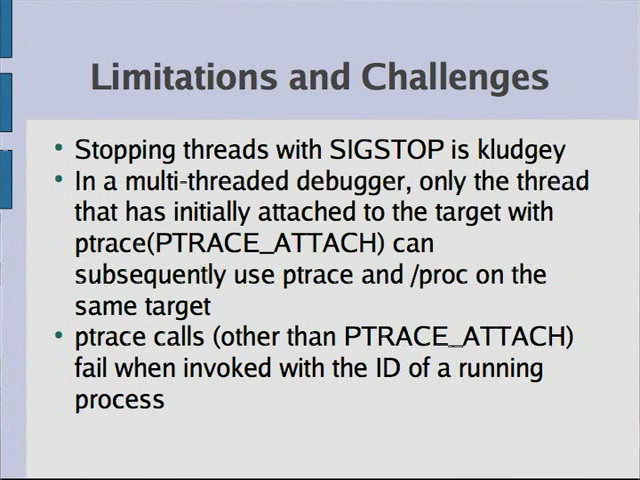 Limitations and Challenges
• Stopping threads with SIGSTOP is kludgey
• In a multi-threaded debugger, only the thread
that has initially attached to the target with
ptrace(PTRACE_ATTACH) can
subsequently use ptrace and /proc on the
same target
• ptrace calls (other than PTRACE_ATTACH)
fail when invoked with the ID of a running
process